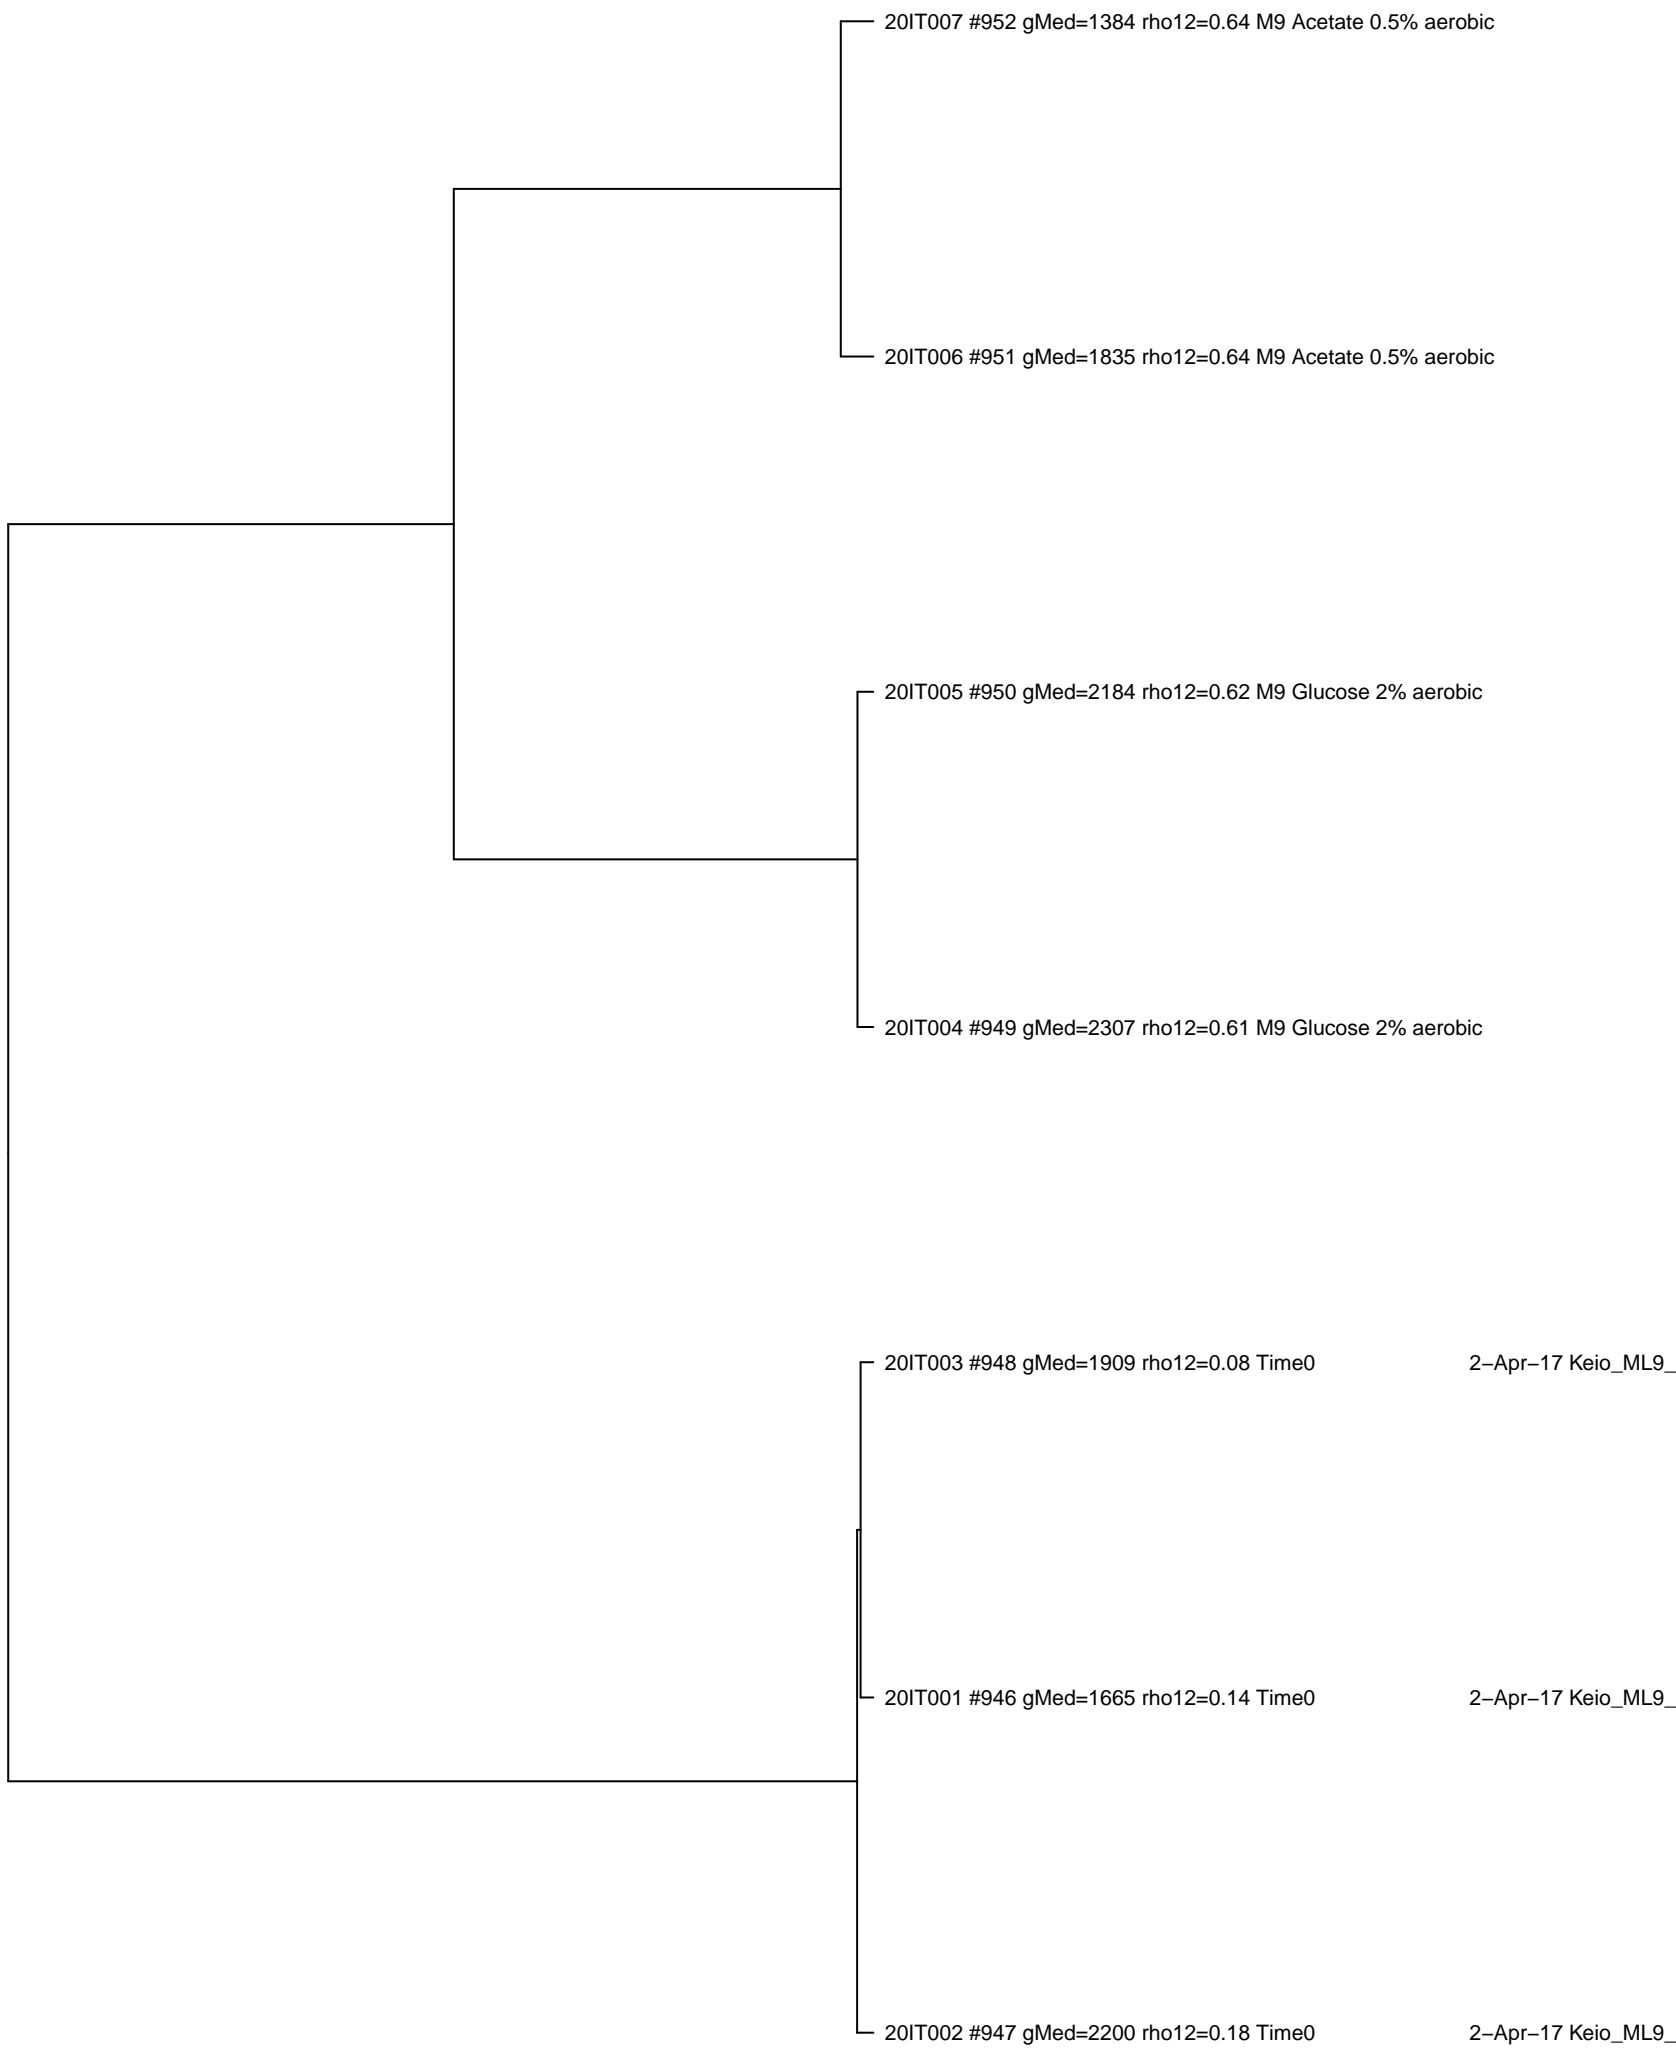 20IT007 #952 gMed=1384 rho12=0.64 M9 Acetate 0.5% aerobic
20IT006 #951 gMed=1835 rho12=0.64 M9 Acetate 0.5% aerobic
20IT005 #950 gMed=2184 rho12=0.62 M9 Glucose 2% aerobic
20IT004 #949 gMed=2307 rho12=0.61 M9 Glucose 2% aerobic
20IT003 #948 gMed=1909 rho12=0.08 Time0 2−Apr−17 Keio_ML9_
20IT001 #946 gMed=1665 rho12=0.14 Time0 2−Apr−17 Keio_ML9_
20IT002 #947 gMed=2200 rho12=0.18 Time0 2−Apr−17 Keio_ML9_